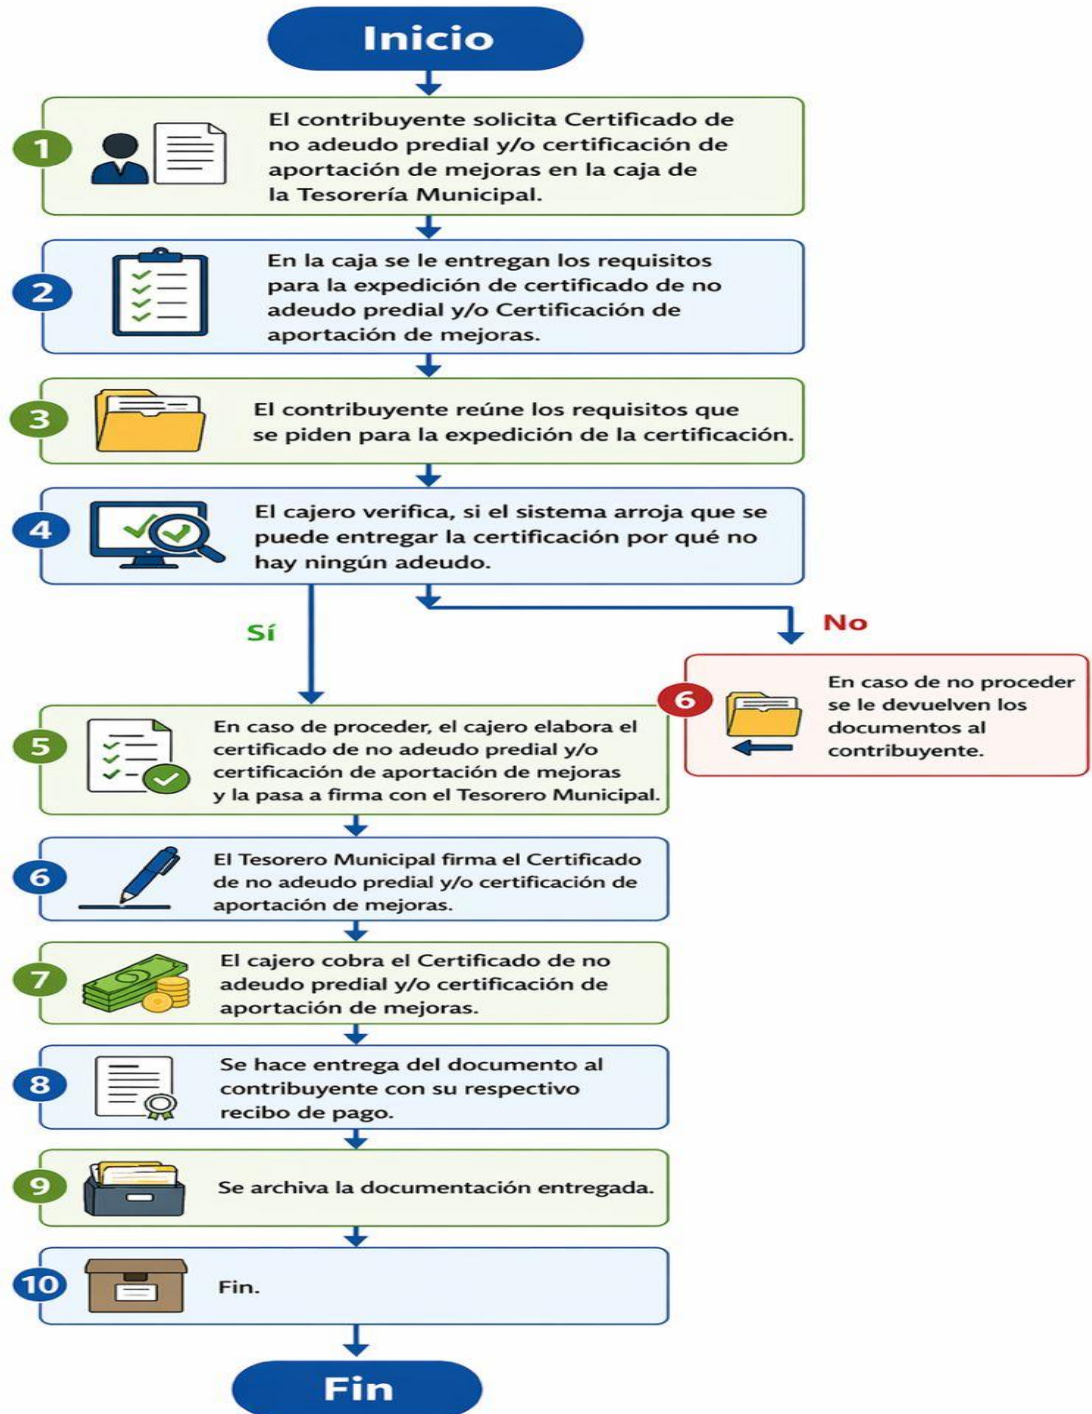 Inicio
1
El contribuyente solicita Certificado de
no adeudo predial y/o certificación de
aportación de mejoras en la caja de
la Tesorería Municipal.
2
En la caja se le entregan los requisitos
para la expedición de certificado de no
adeudo predial y/o Certificación de
aportación de mejoras.
3
El contribuyente reúne los requisitos que
se piden para la expedición de la certificación.
4
El cajero verifica, si el sistema arroja que se
puede entregar la certificación por qué no
hay ningún adeudo.
Sí
No
6
En caso de no proceder
se le devuelven los
documentos al
contribuyente.
5
En caso de proceder, el cajero elabora el
certificado de no adeudo predial y/o
certificación de aportación de mejoras
y la pasa a firma con el Tesorero Municipal.
6
El Tesorero Municipal firma el Certificado
de no adeudo predial y/o certificación de
aportación de mejoras.
7
El cajero cobra el Certificado de no
adeudo predial y/o certificación de
aportación de mejoras.
8
Se hace entrega del documento al
contribuyente con su respectivo
recibo de pago.
9
Se archiva la documentación entregada.
10
Fin.
Fin